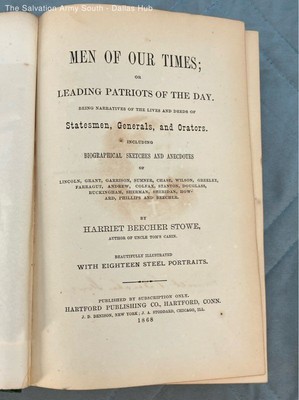 The Salvation Army South - Dallas Hub
MEN OF OUR TIMES;
OR
LEADING PATRIOTS OF THE DAY.
BEING NARRATIVES OF THE LIVES AND DEEDS OF
Statesmen, Generals, and Orators.
INCLUDING
BIOGRAPHICAL SKETCHES AND ANECDOTES
OF
LINCOLN, GRANT, GARRISON, SUMNER, CHASE, WILSON, GREELEY,
FARRAGUT, ANDREW, COLFAX, STANTON, DOUGLASS,
BUCKINGHAM, SHERMAN, SHERIDAN, HOW-
ARD, PHILLIPS AND BEECHER.
BY
HARRIET BEECHER STOWE,
AUTHOR OF UNCLE TOM'S CABIN.
BEAUTIFULLY ILLUSTRATED
WITH EIGHTEEN STEEL PORTRAITS.
PUBLISHED BY SUBSCRIPTION ONLY.
HARTFORD PUBLISHING CO., HARTFORD, CONN.
J. D. DENISON, NEW YORK; J. A. STODDARD, CHICAGO, ILL.
1868